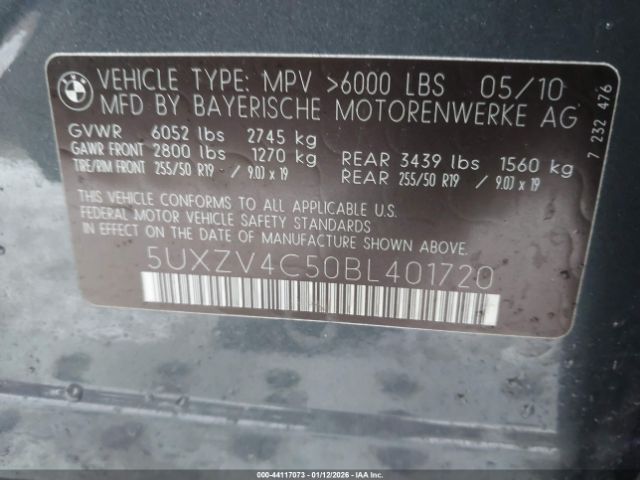 BMW
VEHICLE TYPE: MPV >6000 LBS 05/10
MFD BY BAYERISCHE MOTORENWERKE AG
GVWR 6052 lbs 2745 kg
GAWR FRONT 2800 lbs 1270 kg REAR 3439 lbs 1560 kg
TIRE/RIM FRONT 255/50 R19 / 9.0J x 19 REAR 255/50 R19 / 9.0J x 19
THIS VEHICLE CONFORMS TO ALL APPLICABLE U.S.
FEDERAL MOTOR VEHICLE SAFETY STANDARDS
IN EFFECT ON THE DATE OF MANUFACTURE SHOWN ABOVE.
5UXZV4C50BL401720
7 232 476
000-44117073 - 01/12/2026 - IAA Inc.